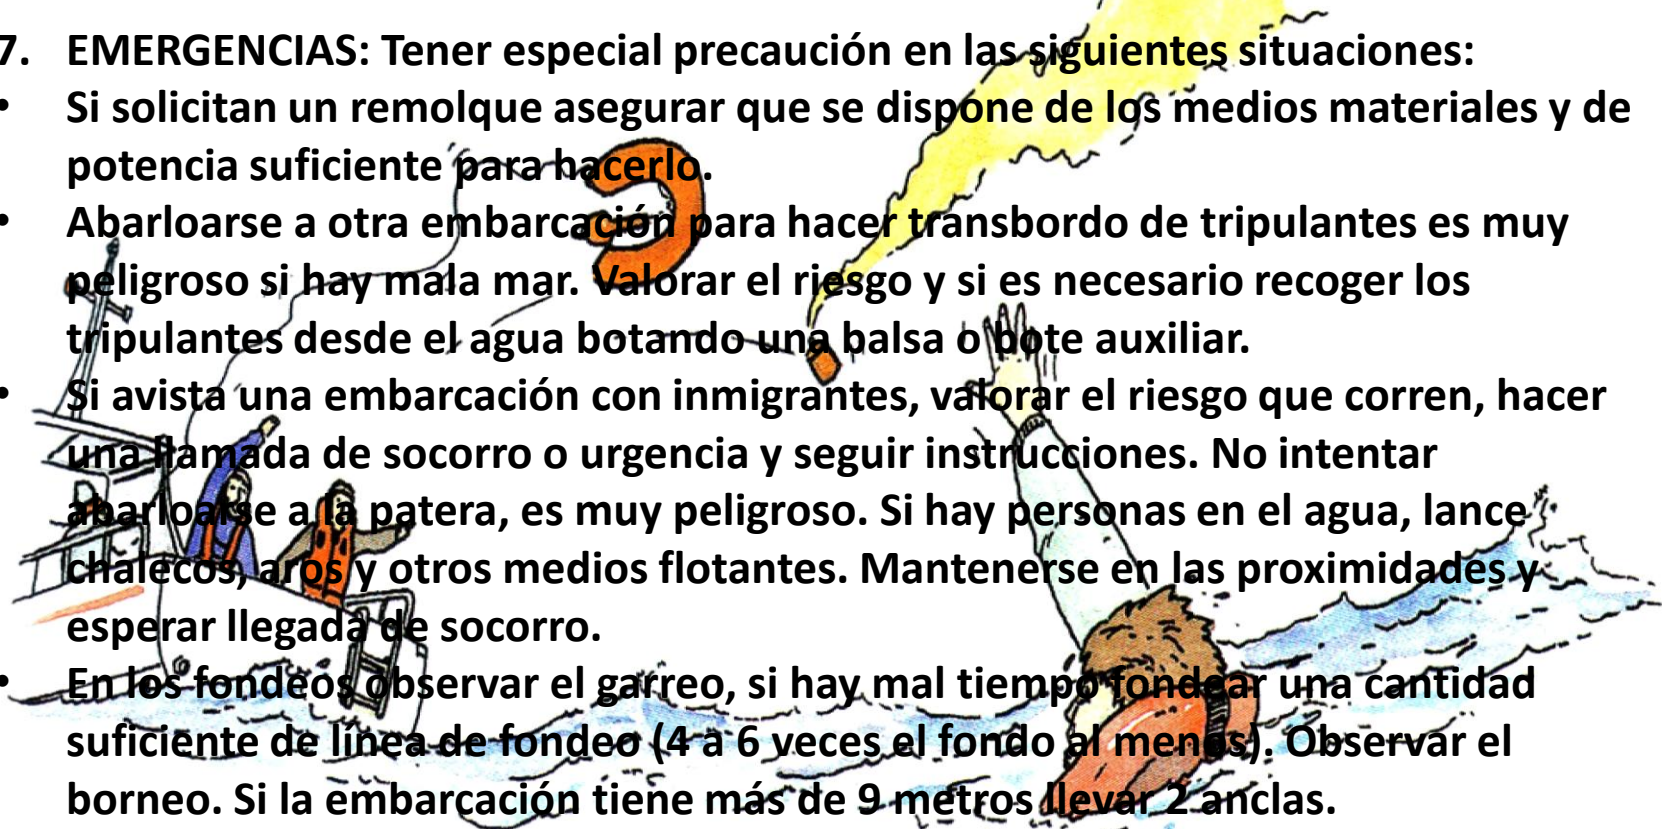 7. EMERGENCIAS: Tener especial precaución en las siguientes situaciones:
• Si solicitan un remolque asegurar que se dispone de los medios materiales y de
potencia suficiente para hacerlo.
• Abarloarse a otra embarcación para hacer transbordo de tripulantes es muy
peligroso si hay mala mar. Valorar el riesgo y si es necesario recoger los
tripulantes desde el agua botando una balsa o bote auxiliar.
• Si avista una embarcación con inmigrantes, valorar el riesgo que corren, hacer
una llamada de socorro o urgencia y seguir instrucciones. No intentar
abarloarse a la patera, es muy peligroso. Si hay personas en el agua, lance
chalecos, aros y otros medios flotantes. Mantenerse en las proximidades y
esperar llegada de socorro.
• En los fondeos observar el garreo, si hay mal tiempo fondear una cantidad
suficiente de línea de fondeo (4 a 6 veces el fondo al menos). Observar el
borneo. Si la embarcación tiene más de 9 metros llevar 2 anclas.